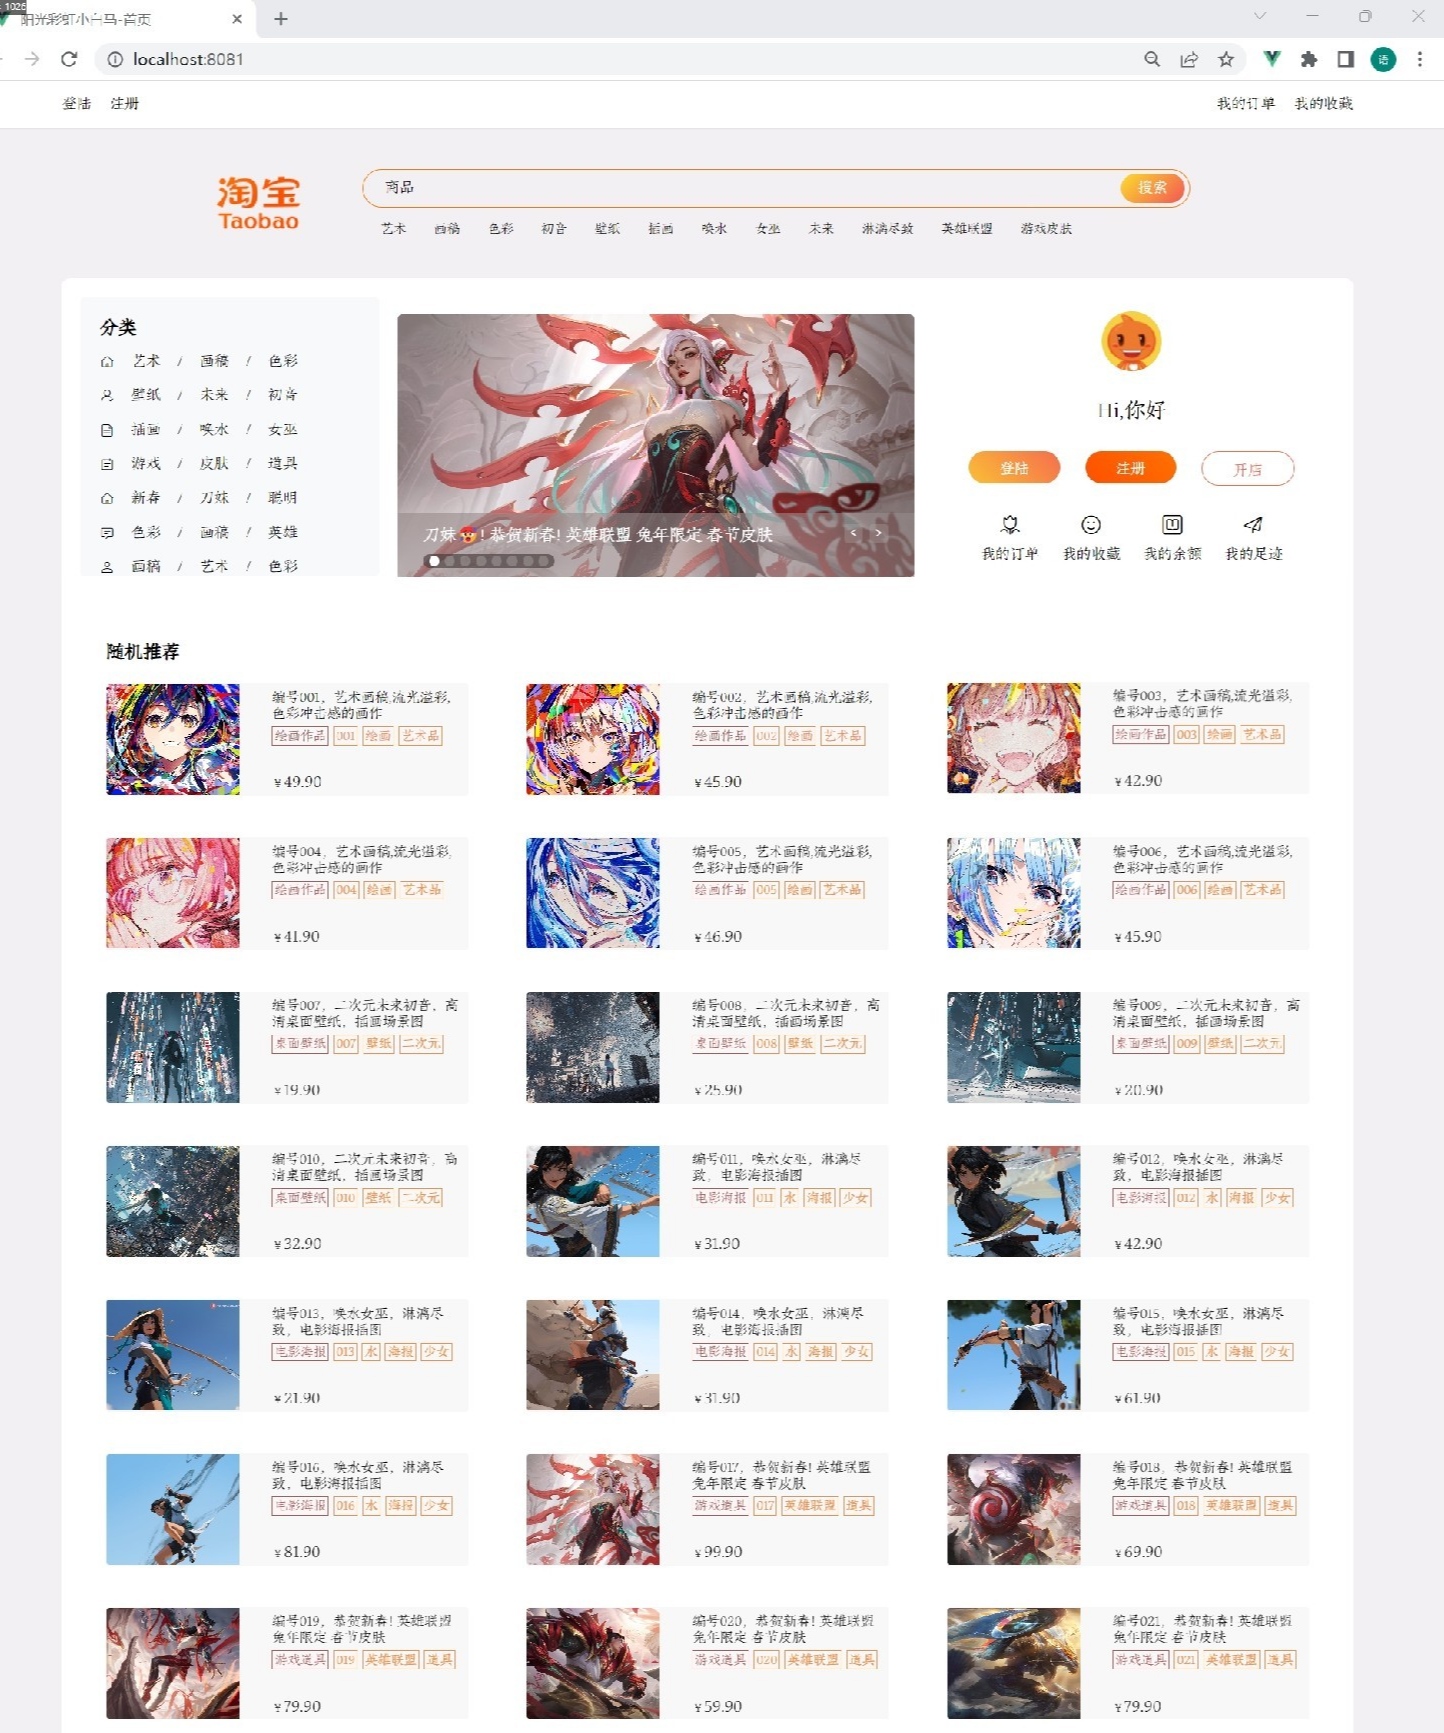 1026
阳光彩虹小白马-首页
localhost:8081
语
登陆 注册 我的订单 我的收藏
淘宝
Taobao
商品 搜索
艺术 画稿 色彩 初音 壁纸 插画 唤水 女巫 未来 淋漓尽致 英雄联盟 游戏皮肤
分类
艺术 / 画稿 / 色彩
壁纸 / 未来 / 初音
插画 / 唤水 / 女巫
游戏 / 皮肤 / 道具
新春 / 刀妹 / 聪明
色彩 / 画稿 / 英雄
画稿 / 艺术 / 色彩
刀妹! 恭贺新春! 英雄联盟 兔年限定 春节皮肤
Hi,你好
登陆 注册 开店
我的订单 我的收藏 我的余额 我的足迹
随机推荐
编号001，艺术画稿,流光溢彩,
色彩冲击感的画作
绘画作品 001 绘画 艺术品
¥49.90
编号002，艺术画稿,流光溢彩,
色彩冲击感的画作
绘画作品 002 绘画 艺术品
¥45.90
编号003，艺术画稿,流光溢彩,
色彩冲击感的画作
绘画作品 003 绘画 艺术品
¥42.90
编号004，艺术画稿,流光溢彩,
色彩冲击感的画作
绘画作品 004 绘画 艺术品
¥41.90
编号005，艺术画稿,流光溢彩,
色彩冲击感的画作
绘画作品 005 绘画 艺术品
¥46.90
编号006，艺术画稿,流光溢彩,
色彩冲击感的画作
绘画作品 006 绘画 艺术品
¥45.90
编号007，二次元未来初音，高
清桌面壁纸，插画场景图
桌面壁纸 007 壁纸 二次元
¥19.90
编号008，二次元未来初音，高
清桌面壁纸，插画场景图
桌面壁纸 008 壁纸 二次元
¥25.90
编号009，二次元未来初音，高
清桌面壁纸，插画场景图
桌面壁纸 009 壁纸 二次元
¥20.90
编号010，二次元未来初音，高
清桌面壁纸，插画场景图
桌面壁纸 010 壁纸 二次元
¥32.90
编号011，唤水女巫，淋漓尽
致，电影海报插图
电影海报 011 水 海报 少女
¥31.90
编号012，唤水女巫，淋漓尽
致，电影海报插图
电影海报 012 水 海报 少女
¥42.90
编号013，唤水女巫，淋漓尽
致，电影海报插图
电影海报 013 水 海报 少女
¥21.90
编号014，唤水女巫，淋漓尽
致，电影海报插图
电影海报 014 水 海报 少女
¥31.90
编号015，唤水女巫，淋漓尽
致，电影海报插图
电影海报 015 水 海报 少女
¥61.90
编号016，唤水女巫，淋漓尽
致，电影海报插图
电影海报 016 水 海报 少女
¥81.90
编号017，恭贺新春! 英雄联盟
兔年限定 春节皮肤
游戏道具 017 英雄联盟 道具
¥99.90
编号018，恭贺新春! 英雄联盟
兔年限定 春节皮肤
游戏道具 018 英雄联盟 道具
¥69.90
编号019，恭贺新春! 英雄联盟
兔年限定 春节皮肤
游戏道具 019 英雄联盟 道具
¥79.90
编号020，恭贺新春! 英雄联盟
兔年限定 春节皮肤
游戏道具 020 英雄联盟 道具
¥59.90
编号021，恭贺新春! 英雄联盟
兔年限定 春节皮肤
游戏道具 021 英雄联盟 道具
¥79.90